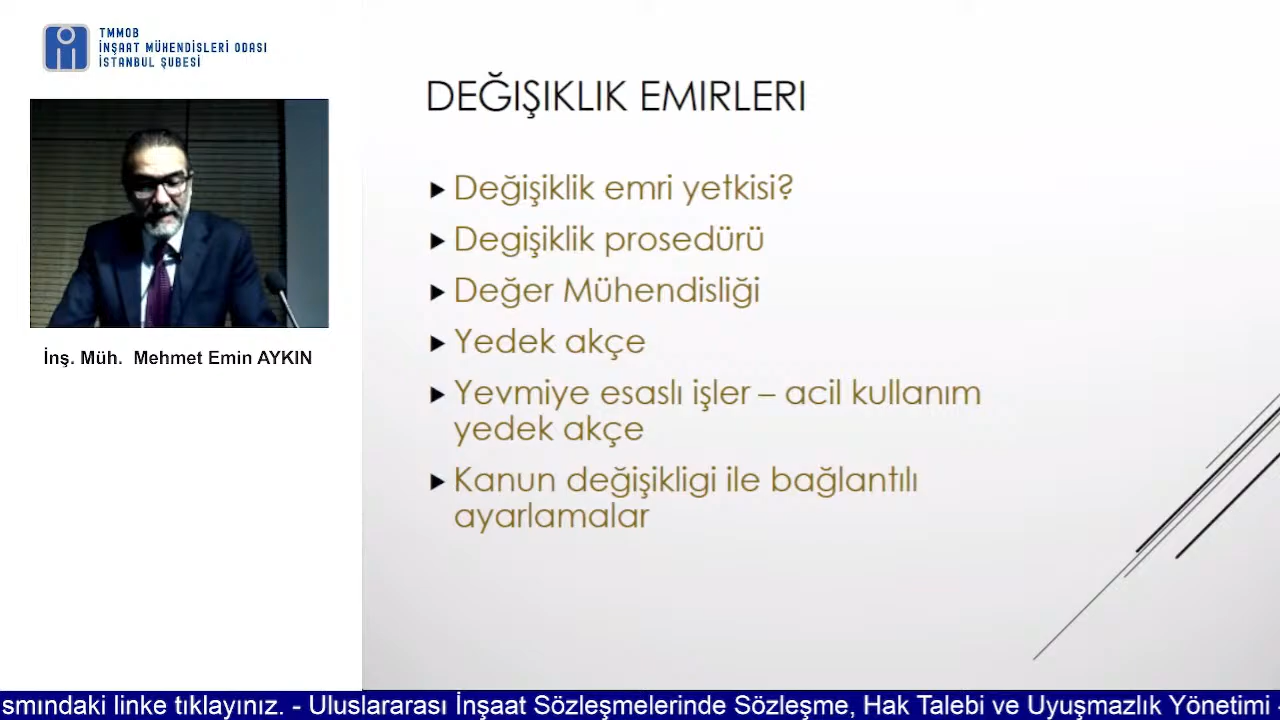 TMMOB
İNŞAAT MÜHENDİSLERİ ODASI
İSTANBUL ŞUBESİ
İnş. Müh. Mehmet Emin AYKIN
DEĞIŞIKLIK EMIRLERI
Değişiklik emri yetkisi?
Degişiklik prosedürü
Değer Mühendisliği
Yedek akçe
Yevmiye esaslı işler – acil kullanım
yedek akçe
Kanun değişikligi ile bağlantılı
ayarlamalar
smındaki linke tıklayınız. - Uluslararası İnşaat Sözleşmelerinde Sözleşme, Hak Talebi ve Uyuşmazlık Yönetimi -